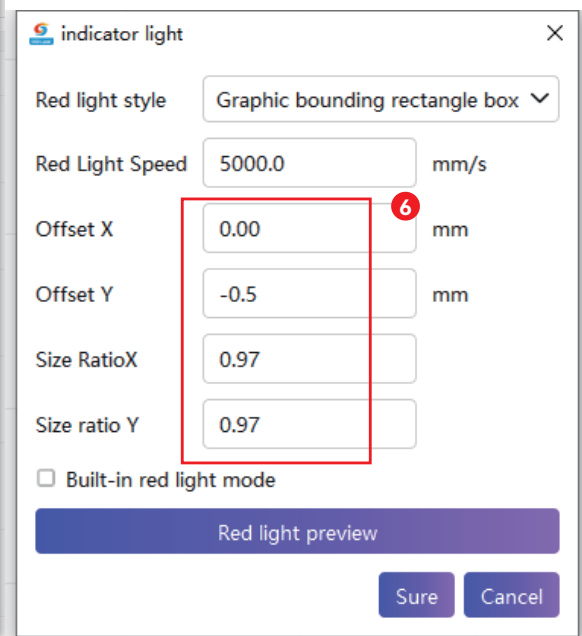 indicator light
Red light style Graphic bounding rectangle box
Red Light Speed 5000.0 mm/s
6
Offset X 0.00 mm
Offset Y -0.5 mm
Size RatioX 0.97
Size ratio Y 0.97
Built-in red light mode
Red light preview
Sure Cancel